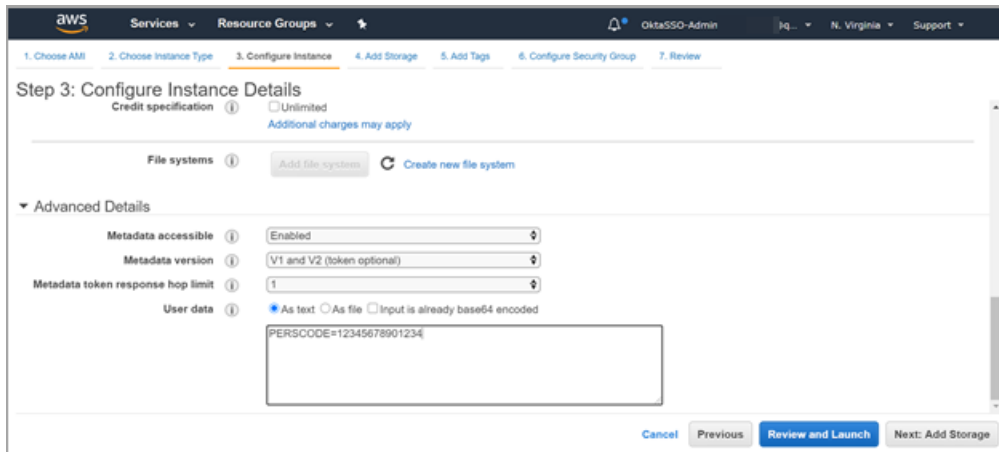 aws Services Resource Groups OktaSSO-Admin N. Virginia Support
1. Choose AMI 2. Choose Instance Type 3. Configure Instance 4. Add Storage 5. Add Tags 6. Configure Security Group 7. Review
Step 3: Configure Instance Details
Credit specification Unlimited
Additional charges may apply
File systems Add file system Create new file system
Advanced Details
Metadata accessible Enabled
Metadata version V1 and V2 (token optional)
Metadata token response hop limit 1
User data As text As file Input is already base64 encoded
PERSCODE=12345678901234
Cancel Previous Review and Launch Next: Add Storage